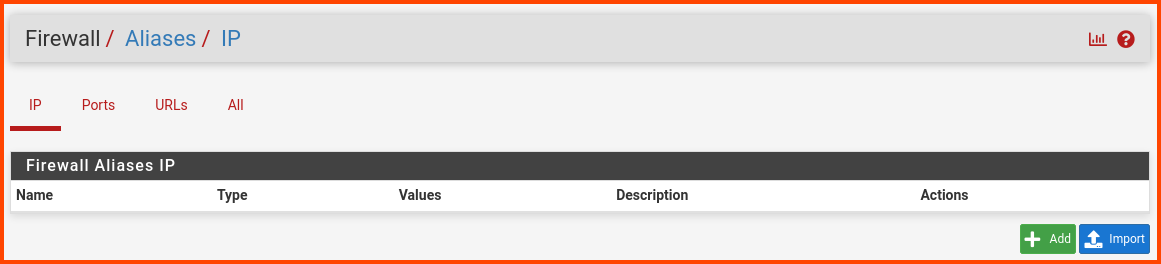 Firewall / Aliases / IP
IP Ports URLs All
Firewall Aliases IP
Name Type Values Description Actions
Add Import